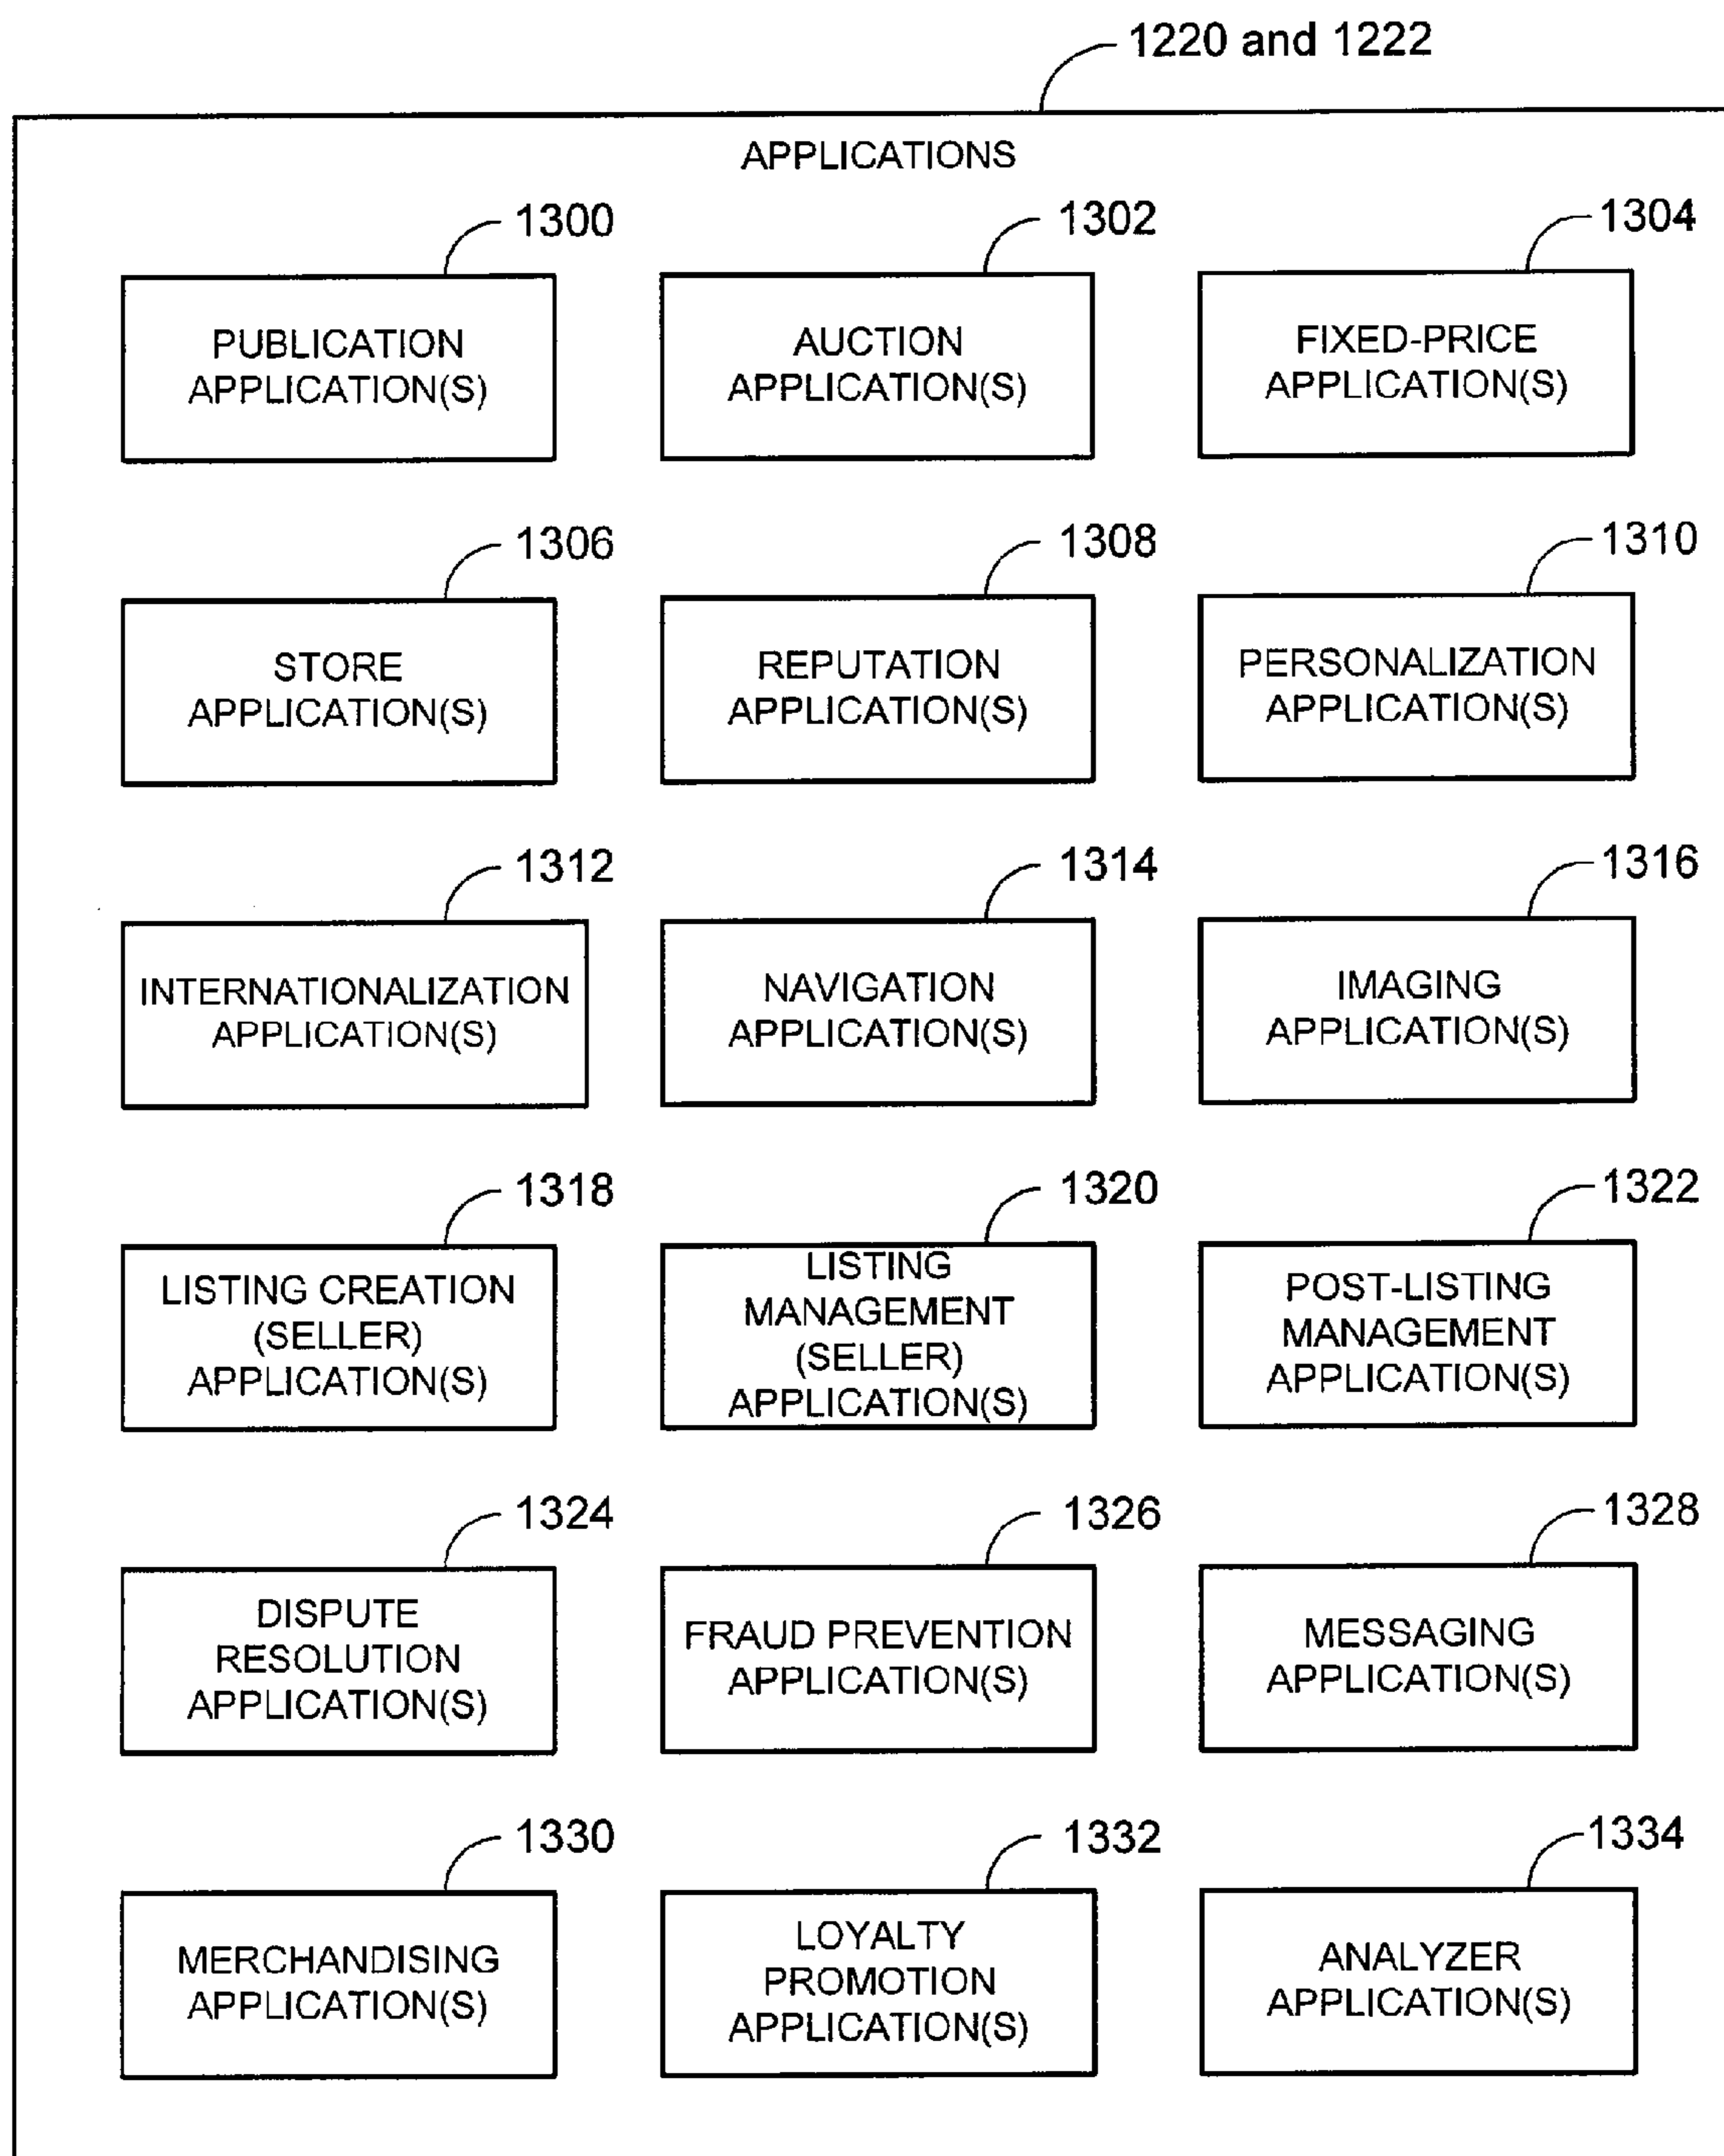 1220 and 1222
APPLICATIONS
1300
1302
1304
PUBLICATION
APPLICATION(S)
AUCTION
APPLICATION(S)
FIXED-PRICE
APPLICATION(S)
1306
1308
1310
STORE
APPLICATION(S)
REPUTATION
APPLICATION(S)
PERSONALIZATION
APPLICATION(S)
1312
1314
1316
INTERNATIONALIZATION
APPLICATION(S)
NAVIGATION
APPLICATION(S)
IMAGING
APPLICATION(S)
1318
1320
1322
LISTING CREATION
(SELLER)
APPLICATION(S)
LISTING
MANAGEMENT
(SELLER)
APPLICATION(S)
POST-LISTING
MANAGEMENT
APPLICATION(S)
1324
1326
1328
DISPUTE
RESOLUTION
APPLICATION(S)
FRAUD PREVENTION
APPLICATION(S)
MESSAGING
APPLICATION(S)
1330
1332
1334
MERCHANDISING
APPLICATION(S)
LOYALTY
PROMOTION
APPLICATION(S)
ANALYZER
APPLICATION(S)